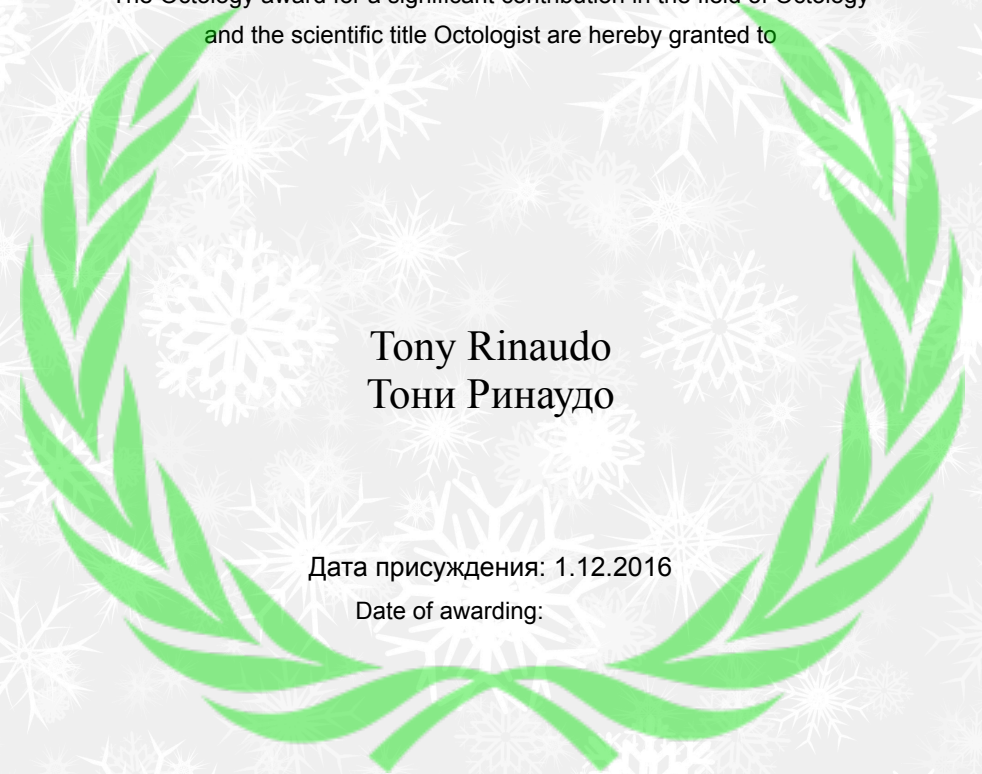 The Octology award for a significant contribution in the field of Octology
and the scientific title Octologist are hereby granted to
Tony Rinaudo
Тони Ринаудо
Дата присуждения: 1.12.2016
Date of awarding: